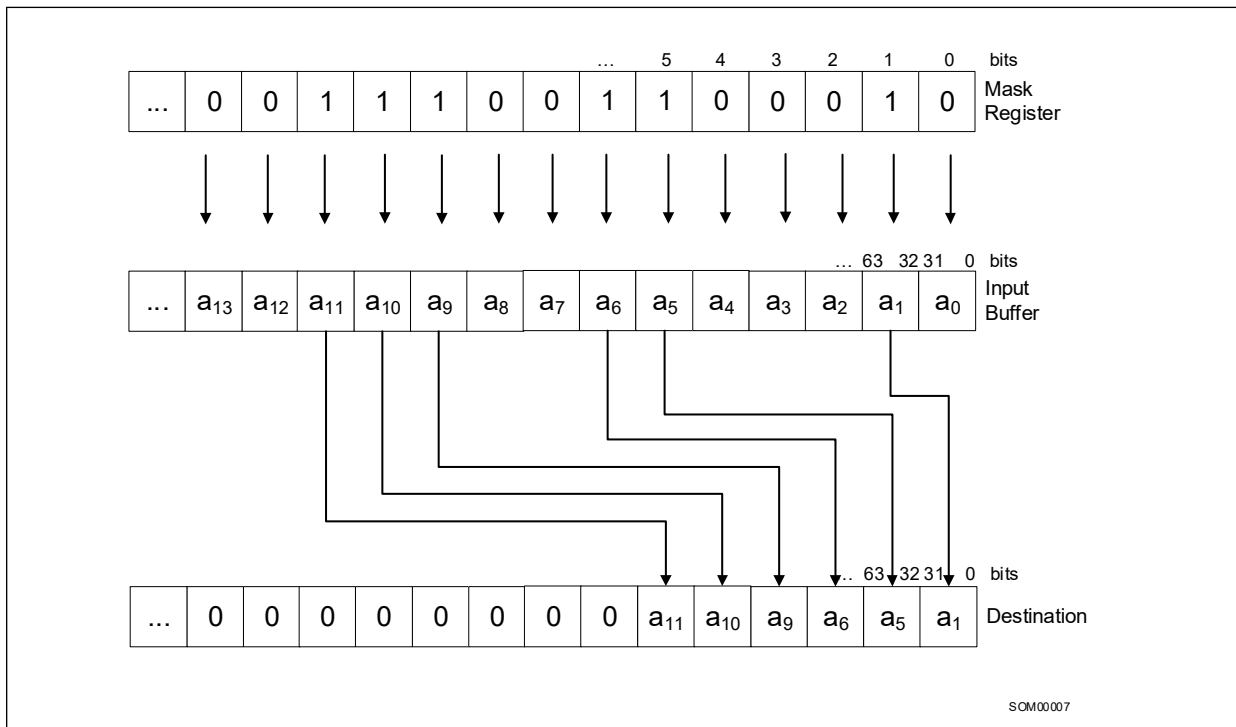 ... 5 4 3 2 1 0 bits
... 0 0 1 1 1 0 0 1 1 0 0 0 1 0 Mask
Register
... 63 32 31 0 bits
... a₁₃ a₁₂ a₁₁ a₁₀ a₉ a₈ a₇ a₆ a₅ a₄ a₃ a₂ a₁ a₀ Input
Buffer
.. 63 32 31 0 bits
... 0 0 0 0 0 0 0 0 a₁₁ a₁₀ a₉ a₆ a₅ a₁ Destination
SOM00007